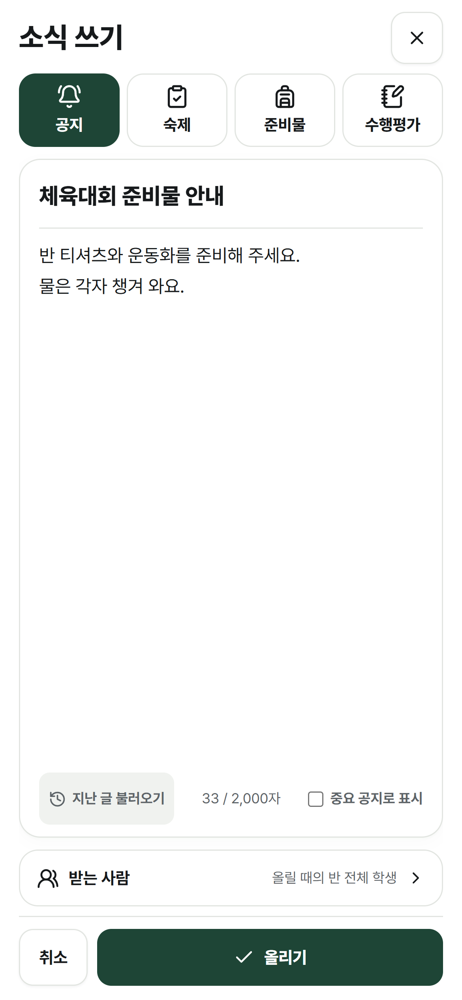 소식 쓰기
공지
숙제
준비물
수행평가
체육대회 준비물 안내
반 티셔츠와 운동화를 준비해 주세요.
물은 각자 챙겨 와요.
지난 글 불러오기
33 / 2,000자
중요 공지로 표시
받는 사람
올릴 때의 반 전체 학생
취소
올리기